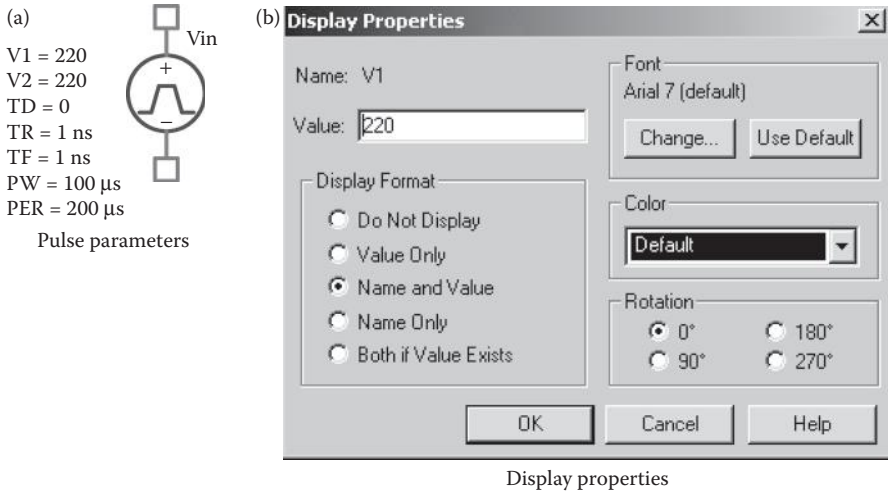 (a)
Vin
V1 = 220
V2 = 220
TD = 0
TR = 1 ns
TF = 1 ns
PW = 100 µs
PER = 200 µs
+
−
Pulse parameters
(b)
Display Properties
Name: V1
Value: 220
Display Format
Do Not Display
Value Only
Name and Value
Name Only
Both if Value Exists
Font
Arial 7 (default)
Change...
Use Default
Color
Default
Rotation
0° 180°
90° 270°
OK
Cancel
Help
Display properties